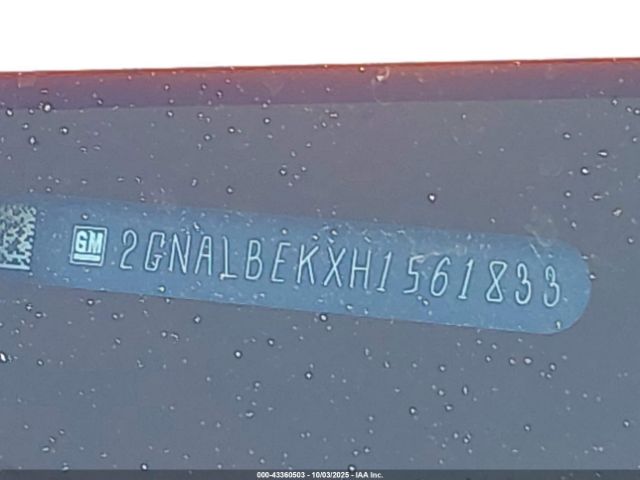 GM 2GNALBEKXH1561833
000-43360503 - 10/03/2025 - IAA Inc.